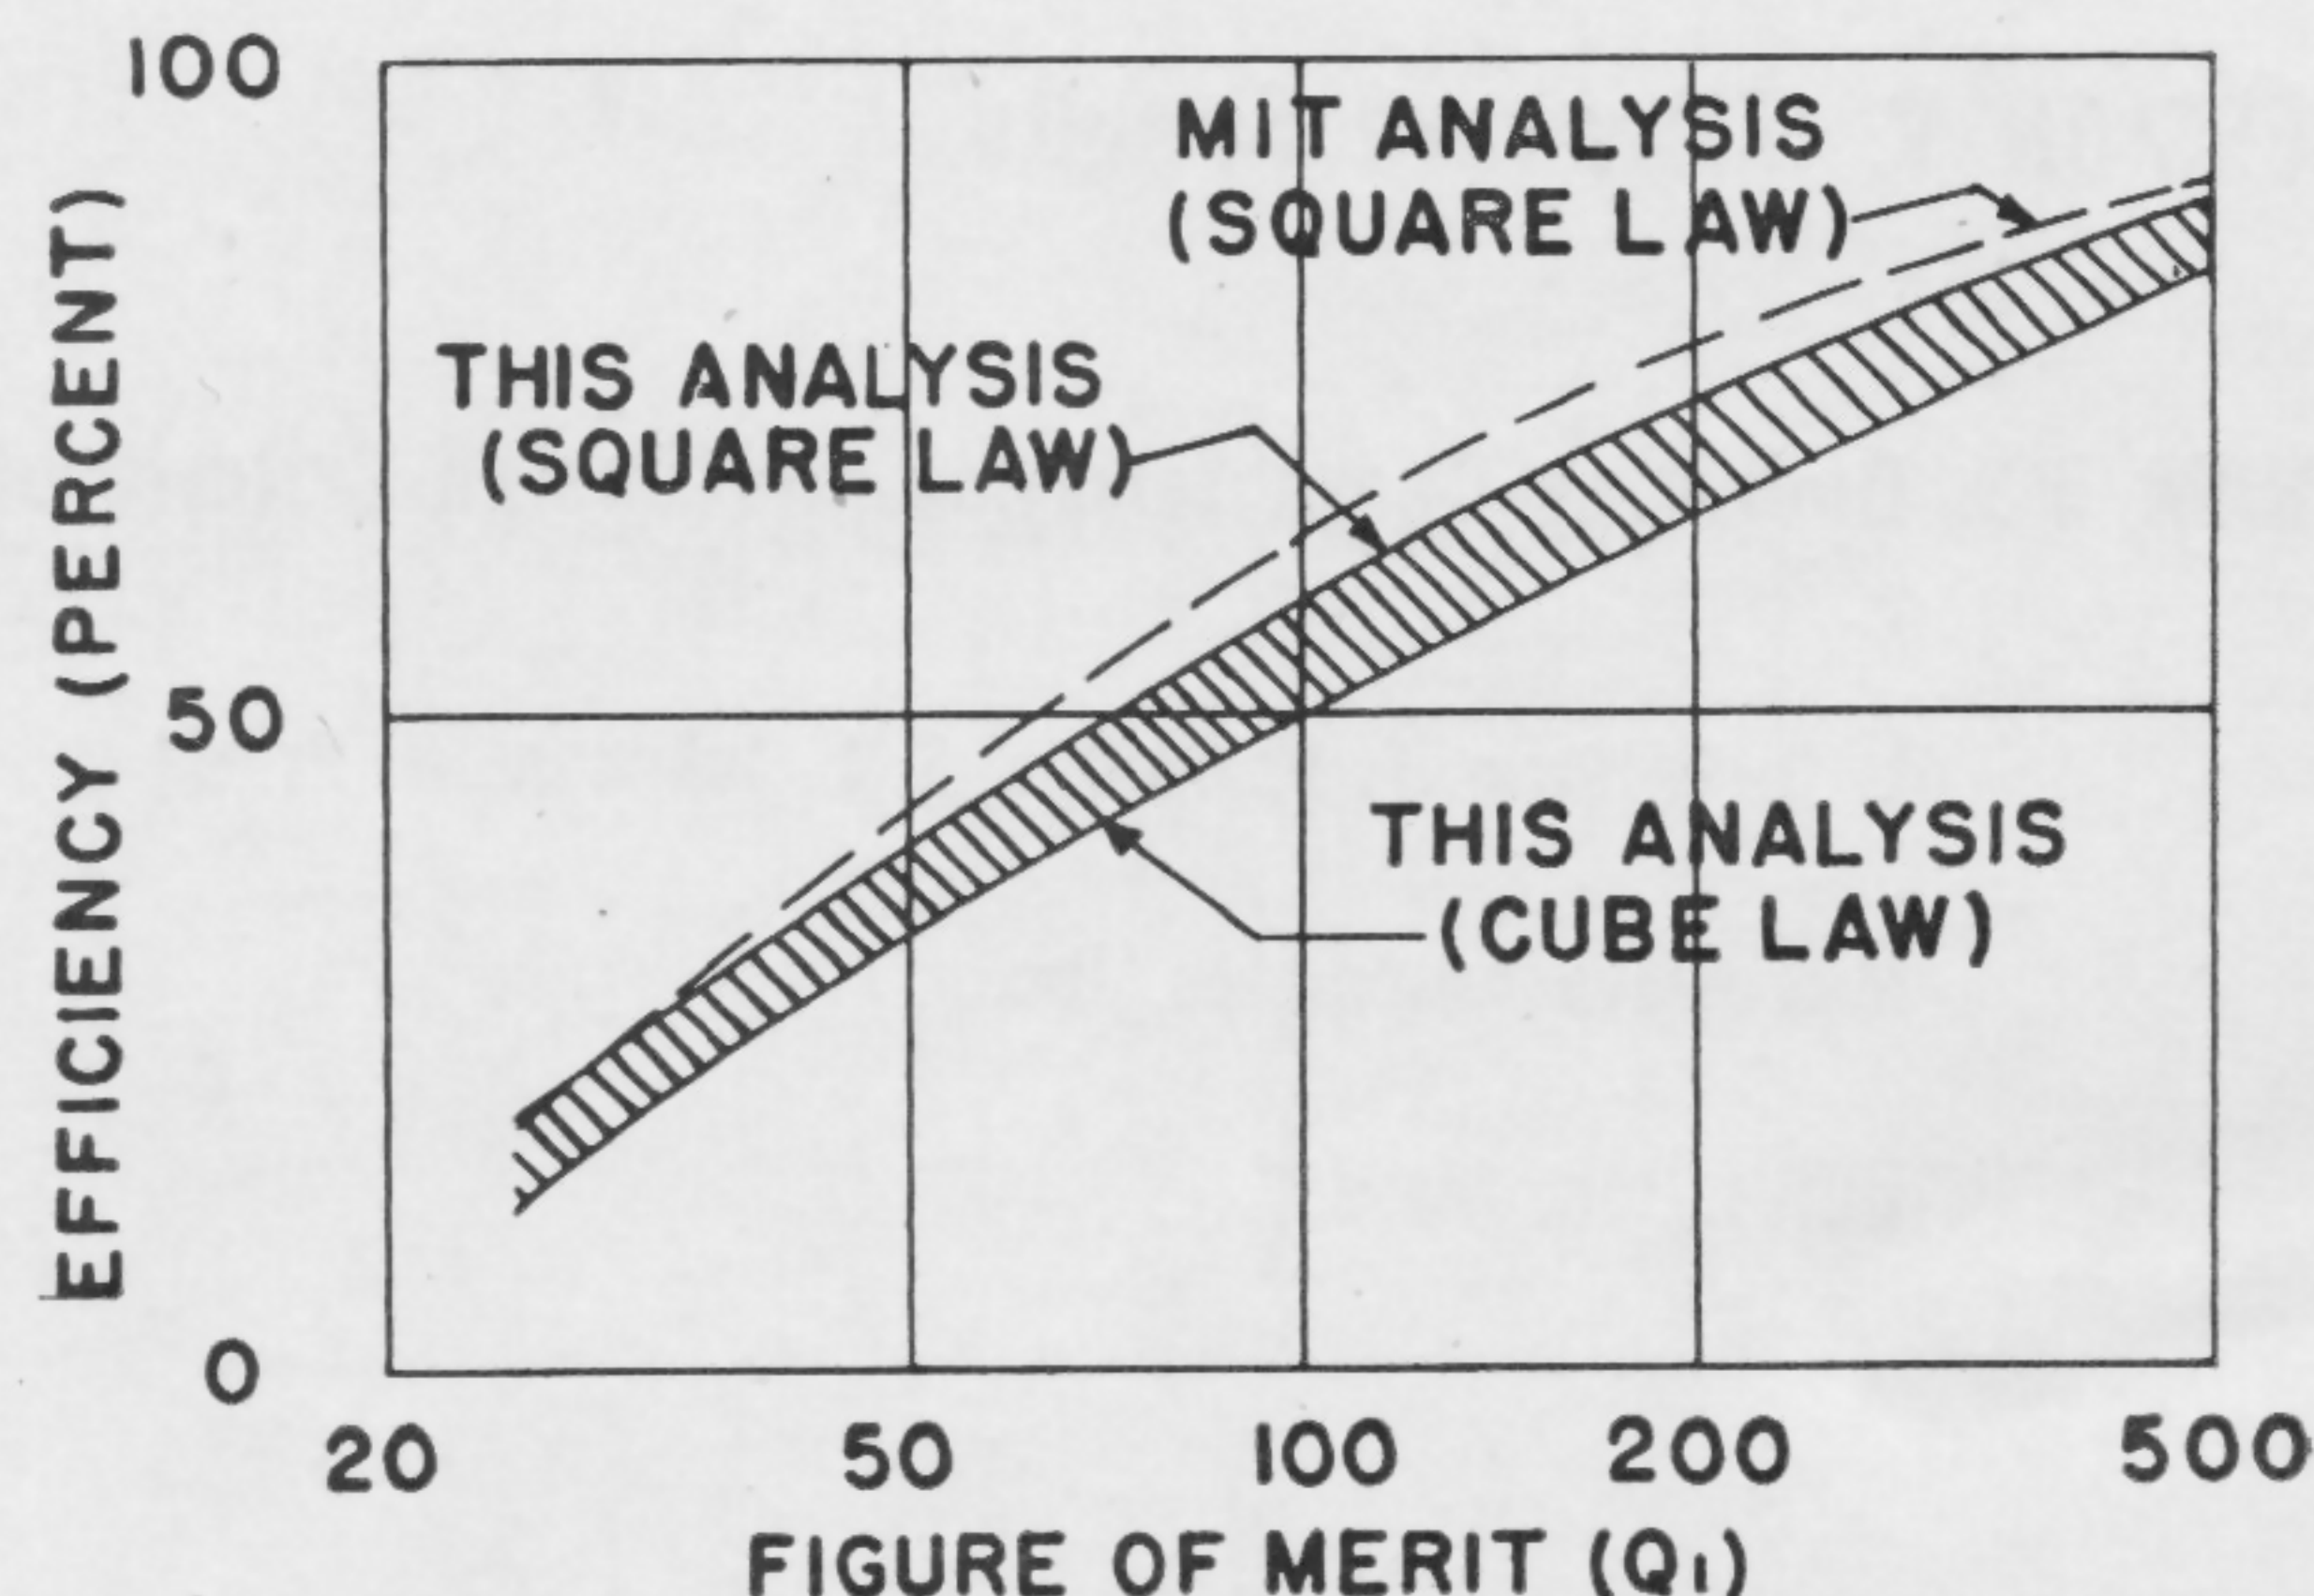 100
MIT ANALYSIS
(SQUARE LAW)
THIS ANALYSIS
(SQUARE LAW)
EFFICIENCY (PERCENT)
50
THIS ANALYSIS
(CUBE LAW)
0
20 50 100 200 500
FIGURE OF MERIT (Q1)